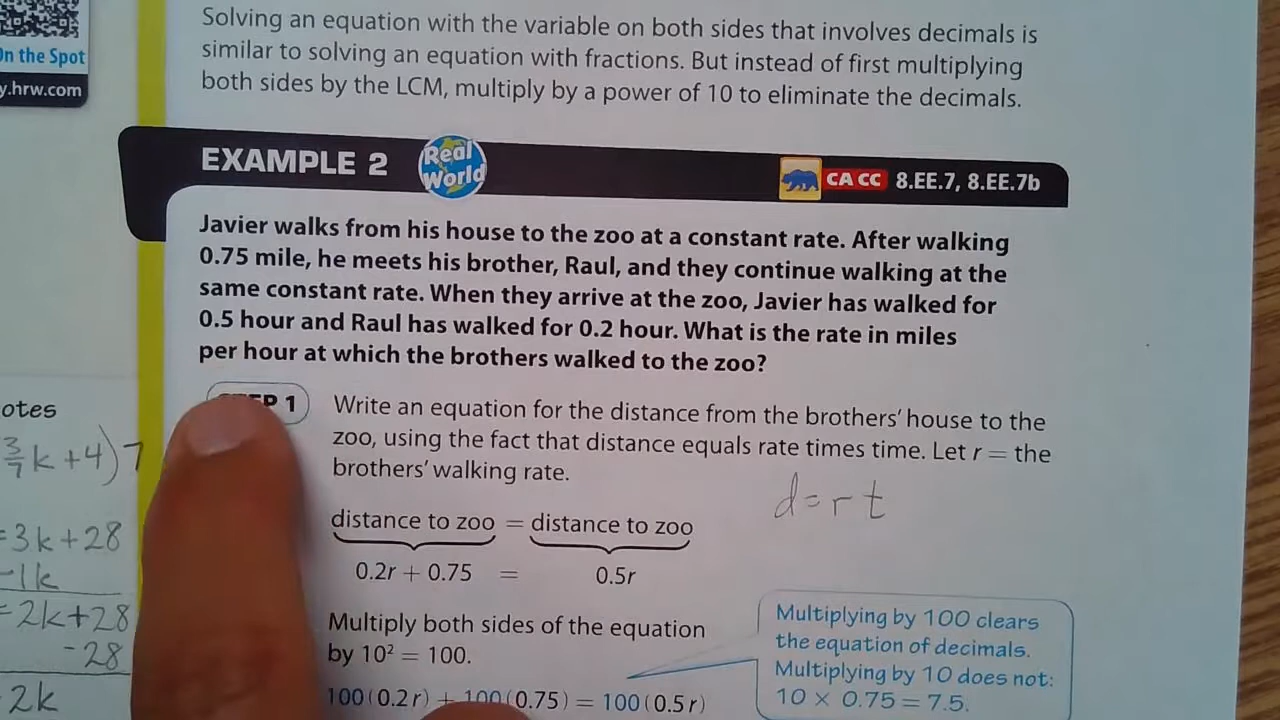 Solving an equation with the variable on both sides that involves decimals is
similar to solving an equation with fractions. But instead of first multiplying
both sides by the LCM, multiply by a power of 10 to eliminate the decimals.
On the Spot
y.hrw.com
EXAMPLE 2 Real World CA CC 8.EE.7, 8.EE.7b
Javier walks from his house to the zoo at a constant rate. After walking
0.75 mile, he meets his brother, Raul, and they continue walking at the
same constant rate. When they arrive at the zoo, Javier has walked for
0.5 hour and Raul has walked for 0.2 hour. What is the rate in miles
per hour at which the brothers walked to the zoo?
STEP 1 Write an equation for the distance from the brothers' house to the
zoo, using the fact that distance equals rate times time. Let r = the
brothers' walking rate.
d=rt
distance to zoo = distance to zoo
0.2r + 0.75 = 0.5r
Multiply both sides of the equation
by 10² = 100.
100(0.2r) + 100(0.75) = 100(0.5r)
Multiplying by 100 clears
the equation of decimals.
Multiplying by 10 does not:
10 × 0.75 = 7.5.
otes
3/7k+4)7
=3k+28
-1k
=2k+28
-28
2k